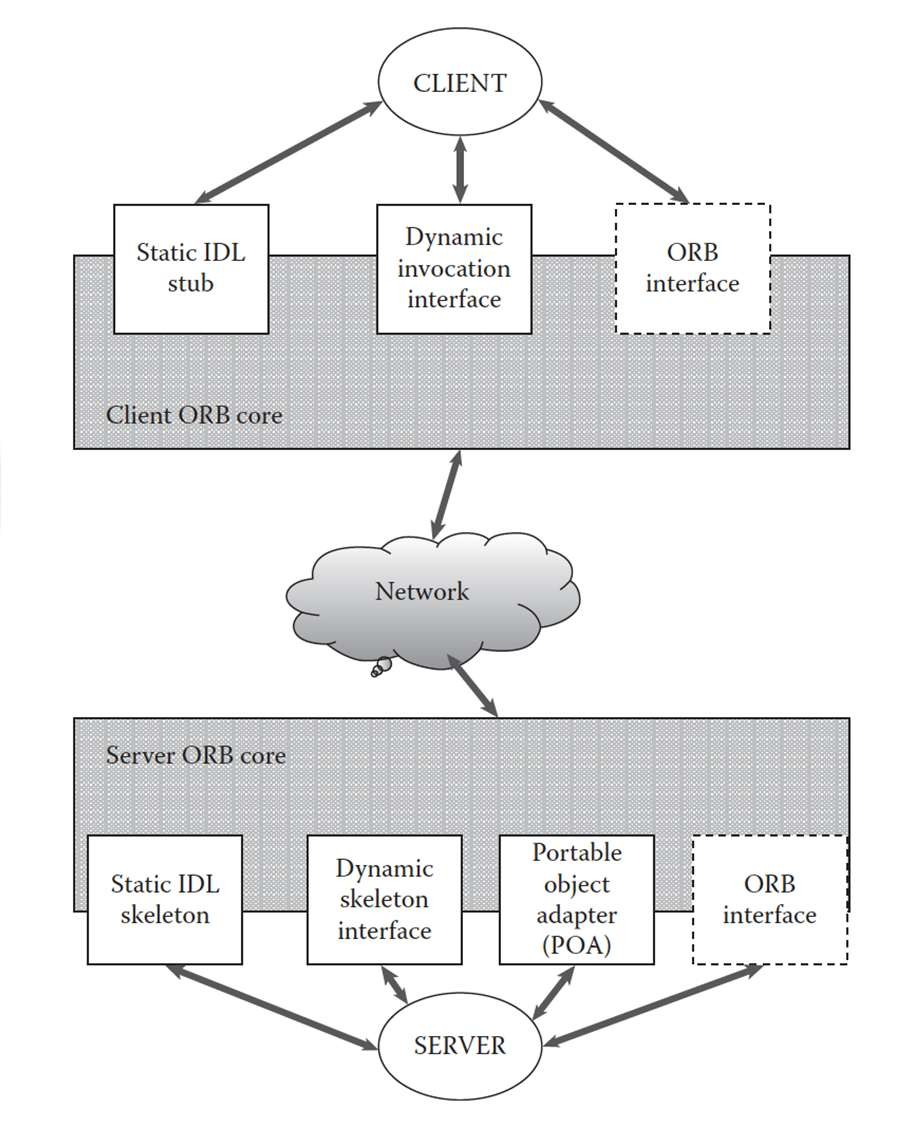 CLIENT
Static IDL
stub
Dynamic
invocation
interface
ORB
interface
Client ORB core
Network
Server ORB core
Static IDL
skeleton
Dynamic
skeleton
interface
Portable
object
adapter
(POA)
ORB
interface
SERVER